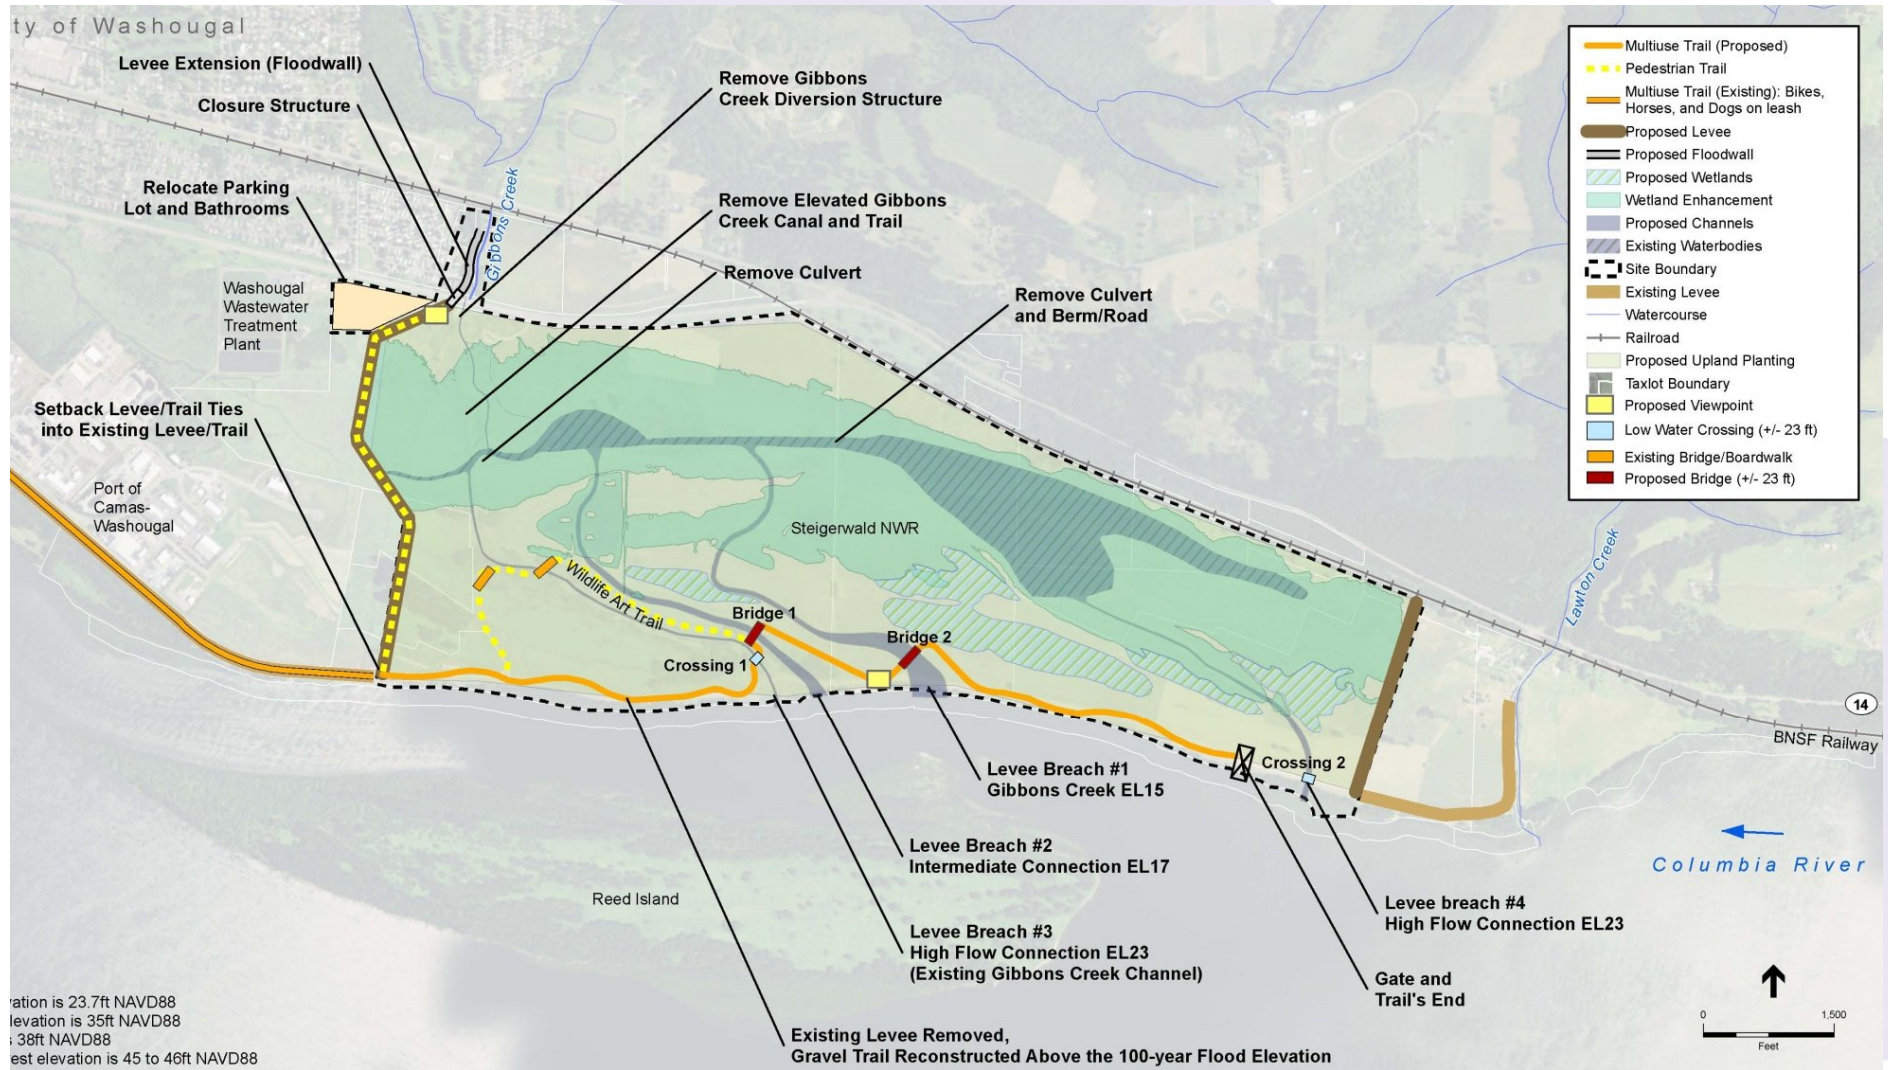 ty of Washougal
Levee Extension (Floodwall)
Closure Structure
Relocate Parking
Lot and Bathrooms
Remove Gibbons
Creek Diversion Structure
Gibbons Creek
Remove Elevated Gibbons
Creek Canal and Trail
Remove Culvert
Remove Culvert
and Berm/Road
Washougal
Wastewater
Treatment
Plant
Setback Levee/Trail Ties
into Existing Levee/Trail
Port of
Camas-
Washougal
Steigerwald NWR
Wildlife Art Trail
Bridge 1
Bridge 2
Crossing 1
Crossing 2
Lawton Creek
14
BNSF Railway
Levee Breach #1
Gibbons Creek EL15
Levee Breach #2
Intermediate Connection EL17
Levee Breach #3
High Flow Connection EL23
(Existing Gibbons Creek Channel)
Levee breach #4
High Flow Connection EL23
Gate and
Trail's End
Existing Levee Removed,
Gravel Trail Reconstructed Above the 100-year Flood Elevation
Reed Island
Columbia River
Multiuse Trail (Proposed)
Pedestrian Trail
Multiuse Trail (Existing): Bikes,
Horses, and Dogs on leash
Proposed Levee
Proposed Floodwall
Proposed Wetlands
Wetland Enhancement
Proposed Channels
Existing Waterbodies
Site Boundary
Existing Levee
Watercourse
Railroad
Proposed Upland Planting
Taxlot Boundary
Proposed Viewpoint
Low Water Crossing (+/- 23 ft)
Existing Bridge/Boardwalk
Proposed Bridge (+/- 23 ft)
vation is 23.7ft NAVD88
levation is 35ft NAVD88
s 38ft NAVD88
rest elevation is 45 to 46ft NAVD88
0 1,500
Feet